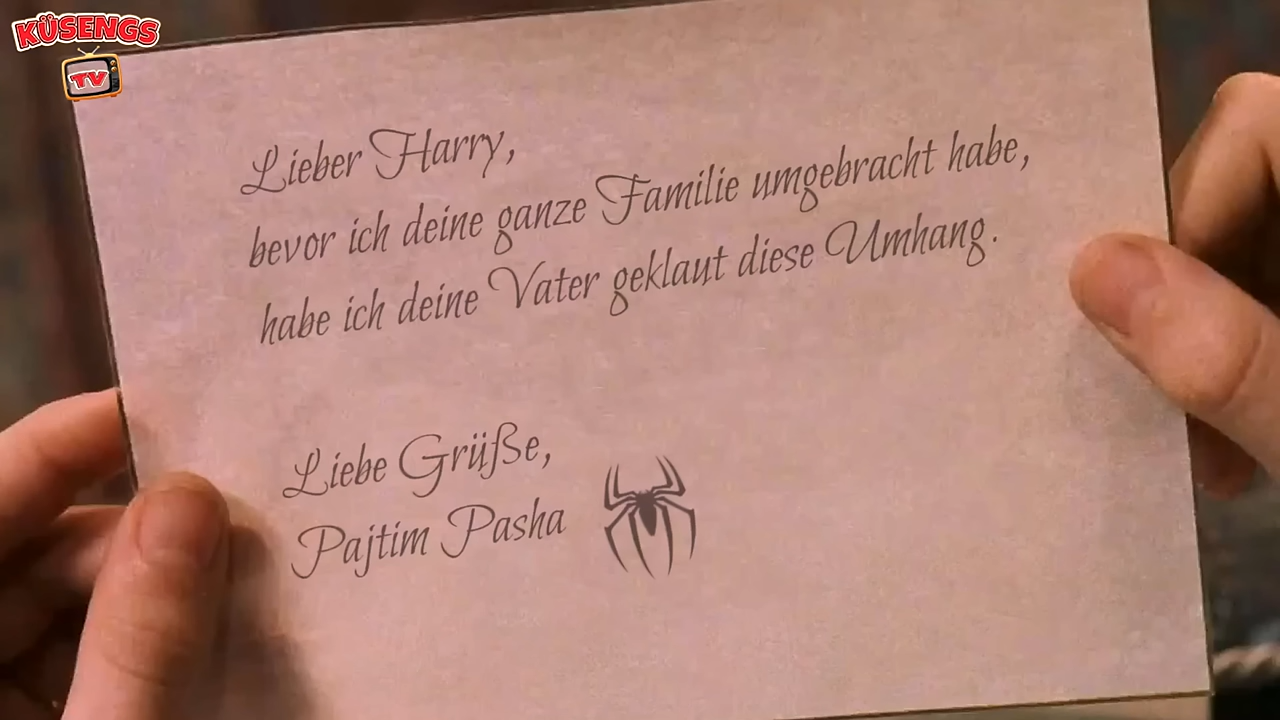 KÜSENGS
TV
Lieber Harry,
bevor ich deine ganze Familie umgebracht habe,
habe ich deine Vater geklaut diese Umhang.
Liebe Grüße,
Pajtim Pasha